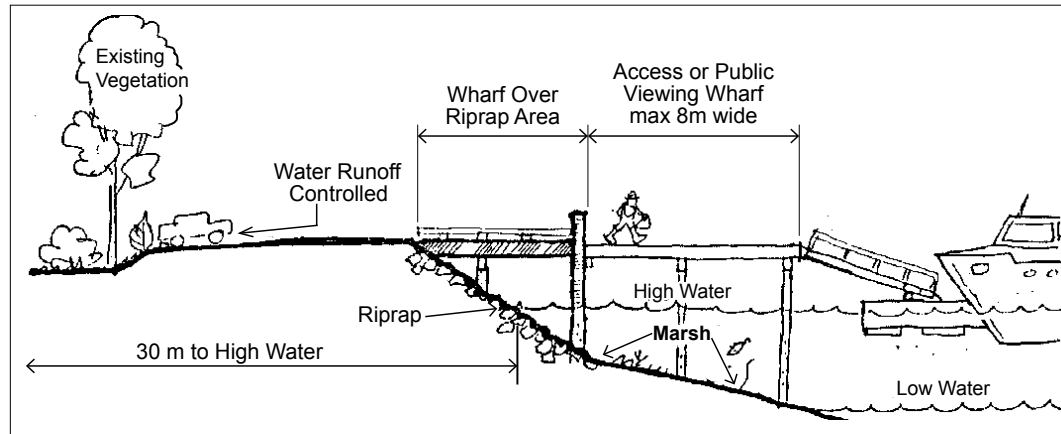 Existing
Vegetation
Wharf Over
Riprap Area
Access or Public
Viewing Wharf
max 8m wide
Water Runoff
Controlled
High Water
Riprap
Marsh
30 m to High Water
Low Water